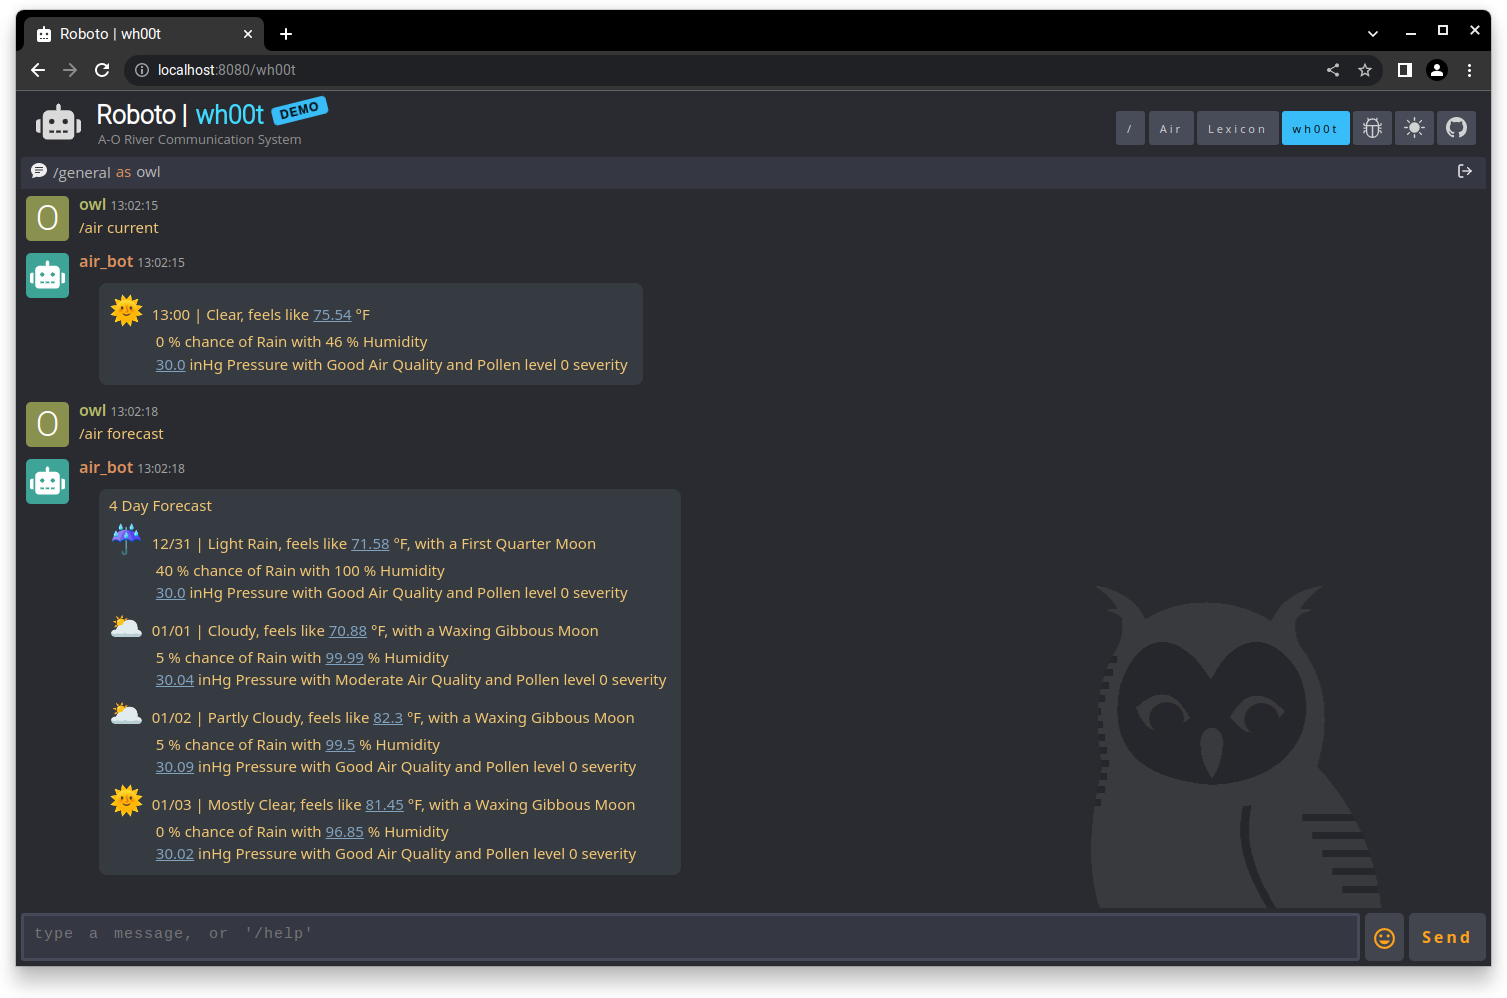 Roboto | wh00t
localhost:8080/wh00t
Roboto | wh00t DEMO
A-O River Communication System
/ Air Lexicon wh00t
/general as owl
O
owl 13:02:15
/air current
air_bot 13:02:15
13:00 | Clear, feels like 75.54 °F
0 % chance of Rain with 46 % Humidity
30.0 inHg Pressure with Good Air Quality and Pollen level 0 severity
O
owl 13:02:18
/air forecast
air_bot 13:02:18
4 Day Forecast
12/31 | Light Rain, feels like 71.58 °F, with a First Quarter Moon
40 % chance of Rain with 100 % Humidity
30.0 inHg Pressure with Good Air Quality and Pollen level 0 severity
01/01 | Cloudy, feels like 70.88 °F, with a Waxing Gibbous Moon
5 % chance of Rain with 99.99 % Humidity
30.04 inHg Pressure with Moderate Air Quality and Pollen level 0 severity
01/02 | Partly Cloudy, feels like 82.3 °F, with a Waxing Gibbous Moon
5 % chance of Rain with 99.5 % Humidity
30.09 inHg Pressure with Good Air Quality and Pollen level 0 severity
01/03 | Mostly Clear, feels like 81.45 °F, with a Waxing Gibbous Moon
0 % chance of Rain with 96.85 % Humidity
30.02 inHg Pressure with Good Air Quality and Pollen level 0 severity
type a message, or '/help'
Send